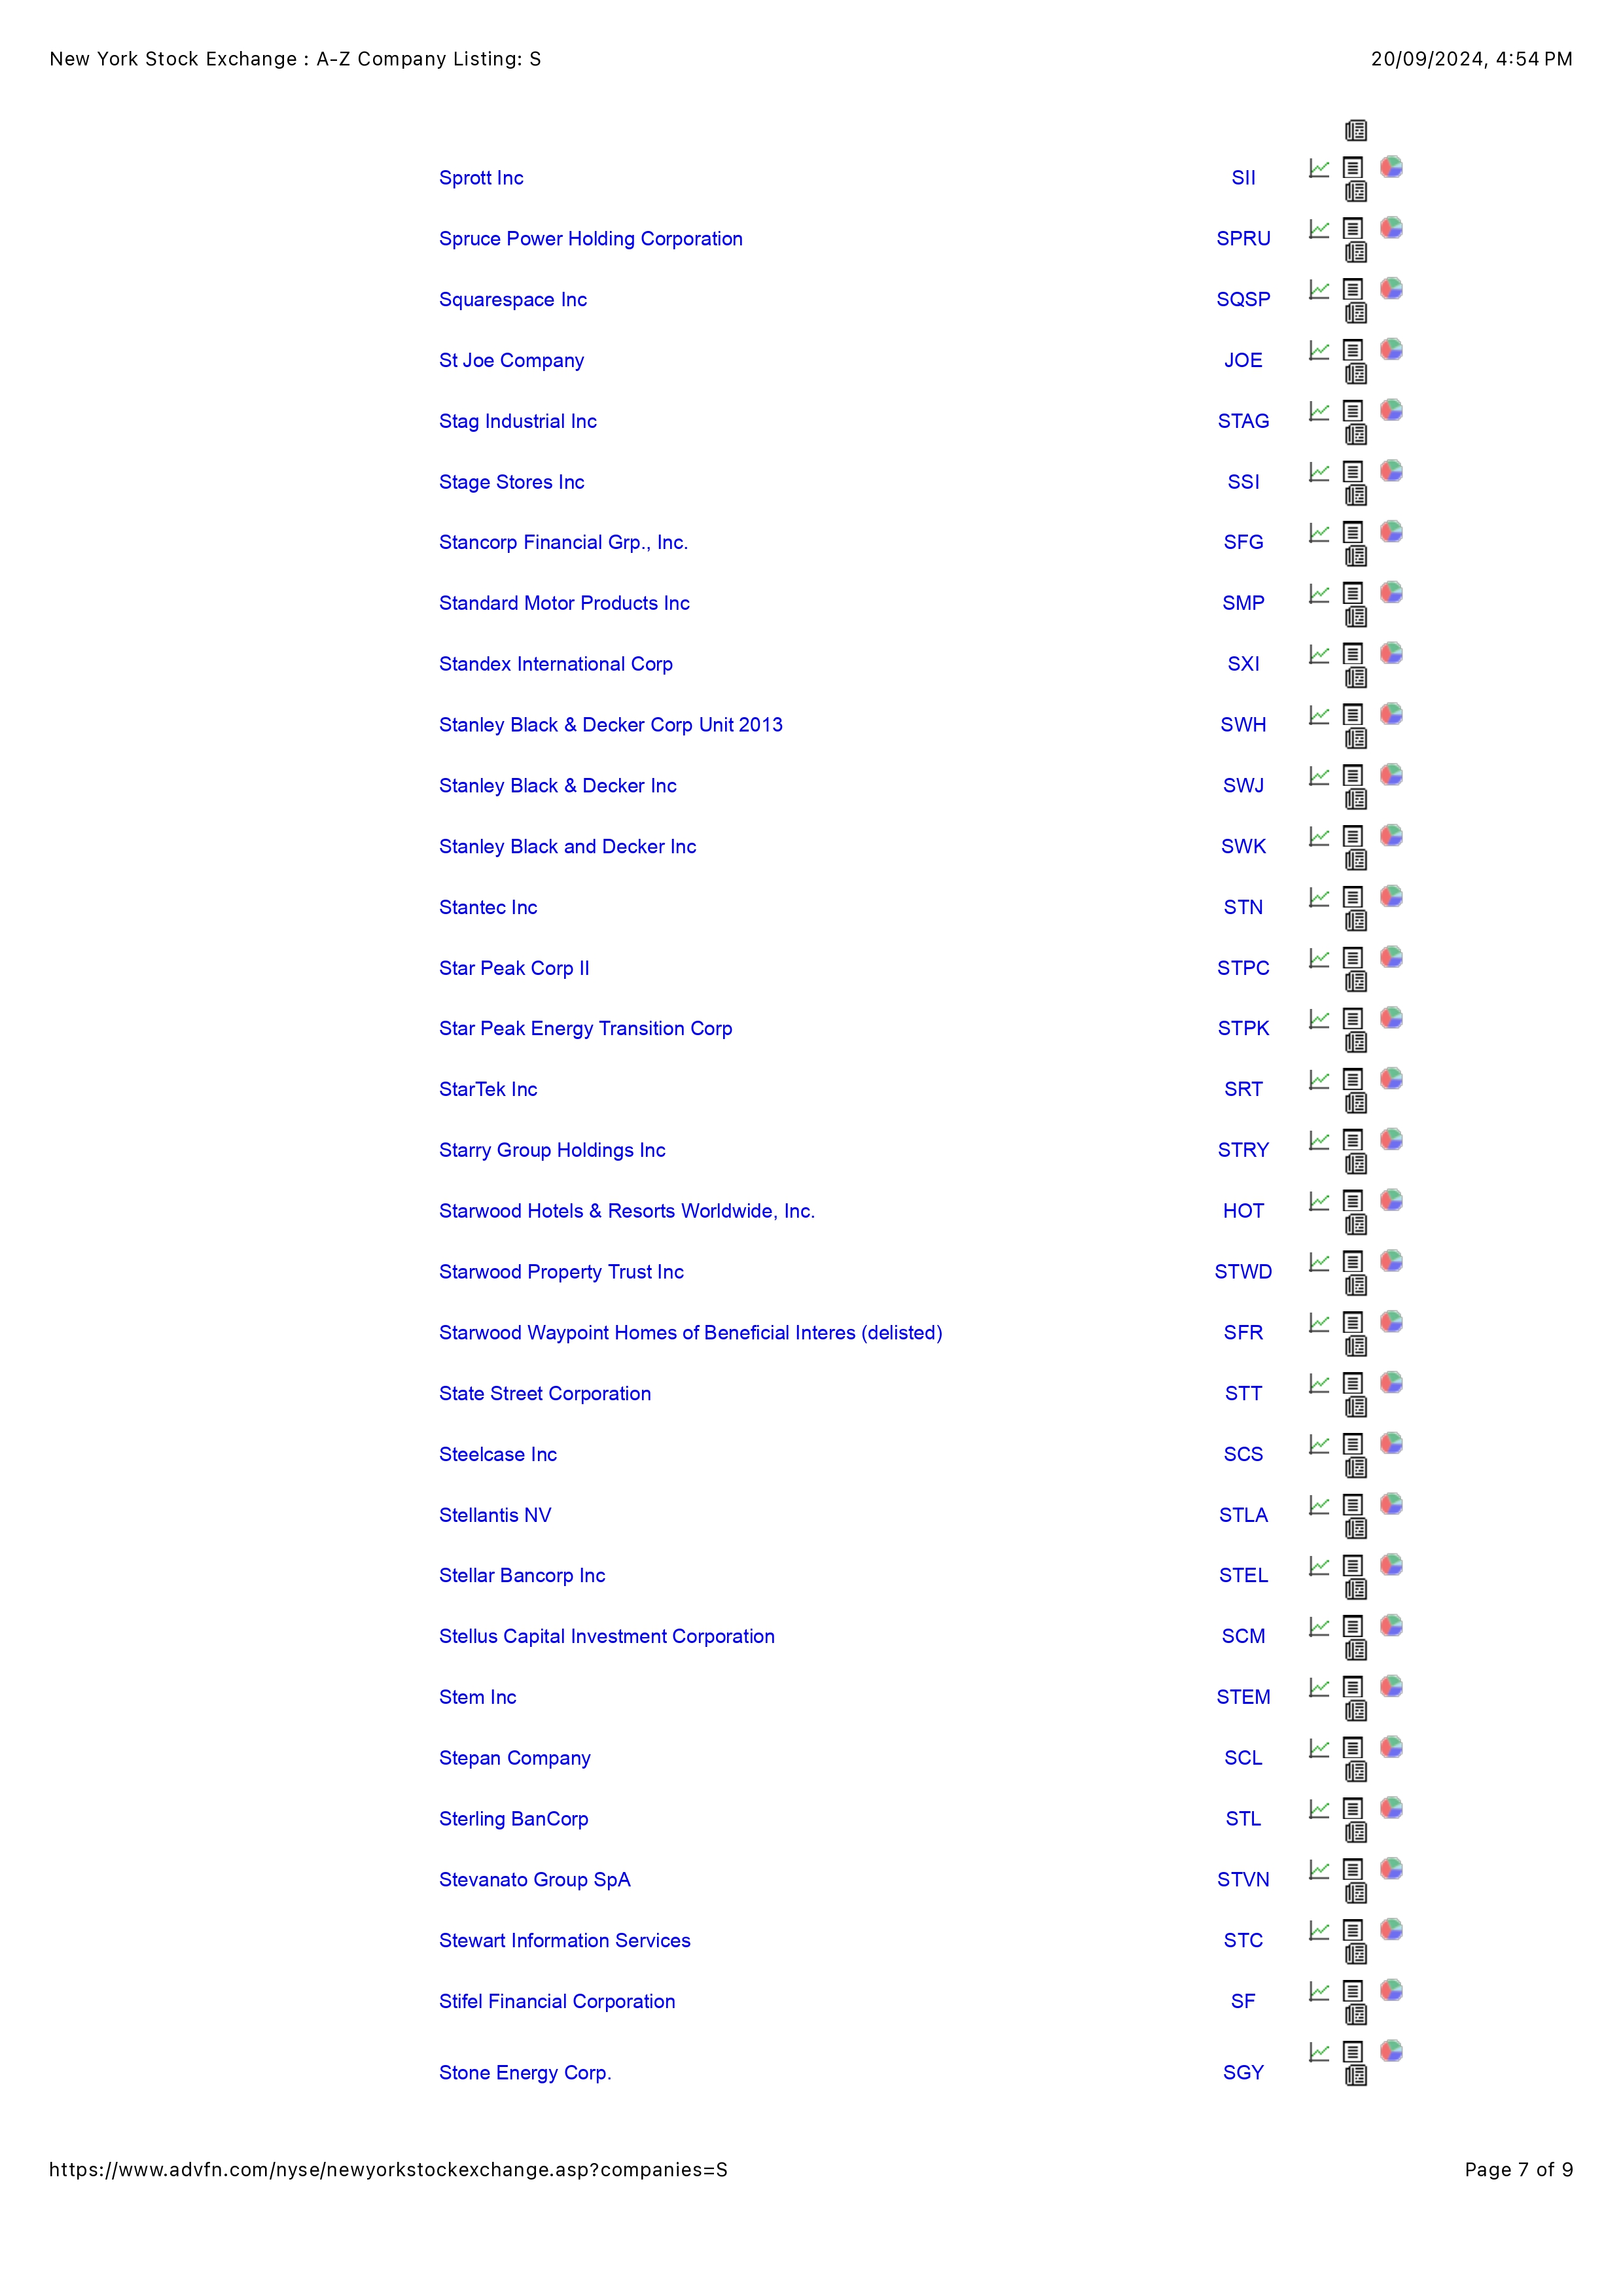 New York Stock Exchange : A-Z Company Listing: S 20/09/2024, 4:54 PM
Sprott Inc SII
Spruce Power Holding Corporation SPRU
Squarespace Inc SQSP
St Joe Company JOE
Stag Industrial Inc STAG
Stage Stores Inc SSI
Stancorp Financial Grp., Inc. SFG
Standard Motor Products Inc SMP
Standex International Corp SXI
Stanley Black & Decker Corp Unit 2013 SWH
Stanley Black & Decker Inc SWJ
Stanley Black and Decker Inc SWK
Stantec Inc STN
Star Peak Corp II STPC
Star Peak Energy Transition Corp STPK
StarTek Inc SRT
Starry Group Holdings Inc STRY
Starwood Hotels & Resorts Worldwide, Inc. HOT
Starwood Property Trust Inc STWD
Starwood Waypoint Homes of Beneficial Interes (delisted) SFR
State Street Corporation STT
Steelcase Inc SCS
Stellantis NV STLA
Stellar Bancorp Inc STEL
Stellus Capital Investment Corporation SCM
Stem Inc STEM
Stepan Company SCL
Sterling BanCorp STL
Stevanato Group SpA STVN
Stewart Information Services STC
Stifel Financial Corporation SF
Stone Energy Corp. SGY
https://www.advfn.com/nyse/newyorkstockexchange.asp?companies=S Page 7 of 9